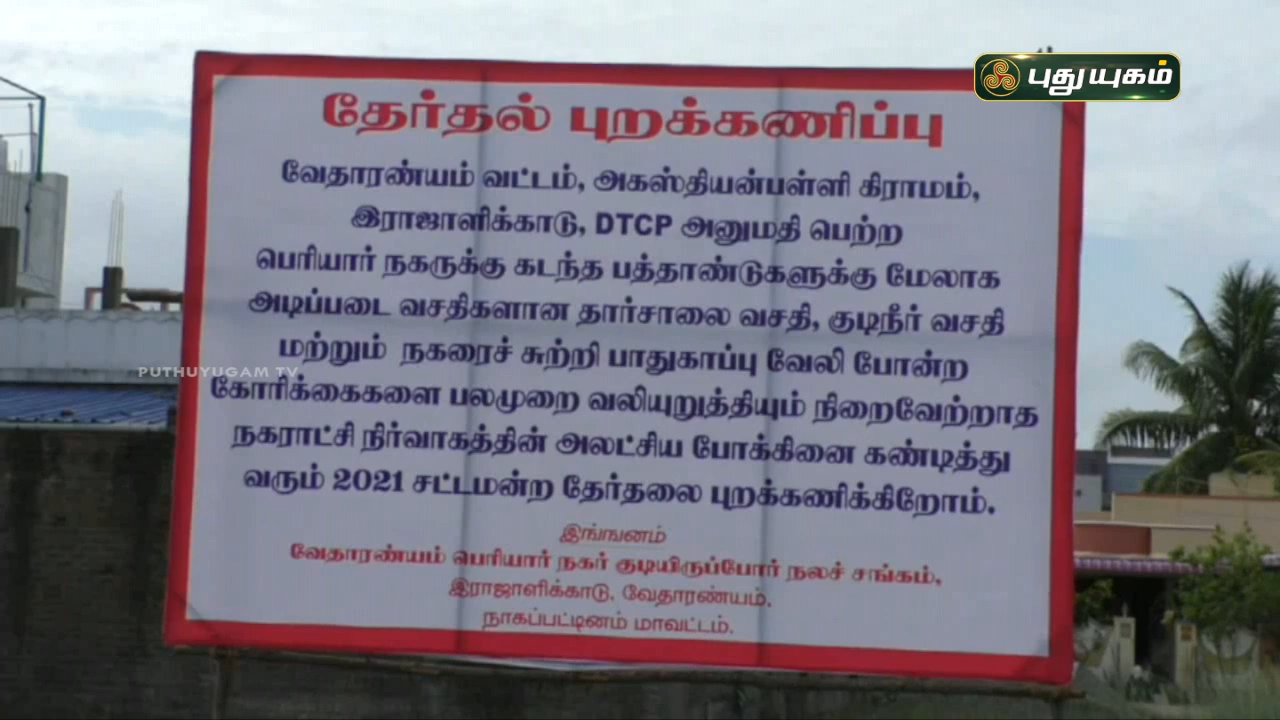 புதுயுகம்
தேர்தல் புறக்கணிப்பு
வேதாரண்யம் வட்டம், அகஸ்தியன்பள்ளி கிராமம்,
இராஜாளிக்காடு, DTCP அனுமதி பெற்ற
பெரியார் நகருக்கு கடந்த பத்தாண்டுகளுக்கு மேலாக
அடிப்படை வசதிகளான தார்சாலை வசதி, குடிநீர் வசதி
மற்றும் நகரைச் சுற்றி பாதுகாப்பு வேலி போன்ற
கோரிக்கைகளை பலமுறை வலியுறுத்தியும் நிறைவேற்றாத
நகராட்சி நிர்வாகத்தின் அலட்சிய போக்கினை கண்டித்து
வரும் 2021 சட்டமன்ற தேர்தலை புறக்கணிக்கிறோம்.
இங்ஙனம்
வேதாரண்யம் பெரியார் நகர் குடியிருப்போர் நலச் சங்கம்,
இராஜாளிக்காடு, வேதாரண்யம்.
நாகப்பட்டினம் மாவட்டம்.
PUTHUYUGAM TV